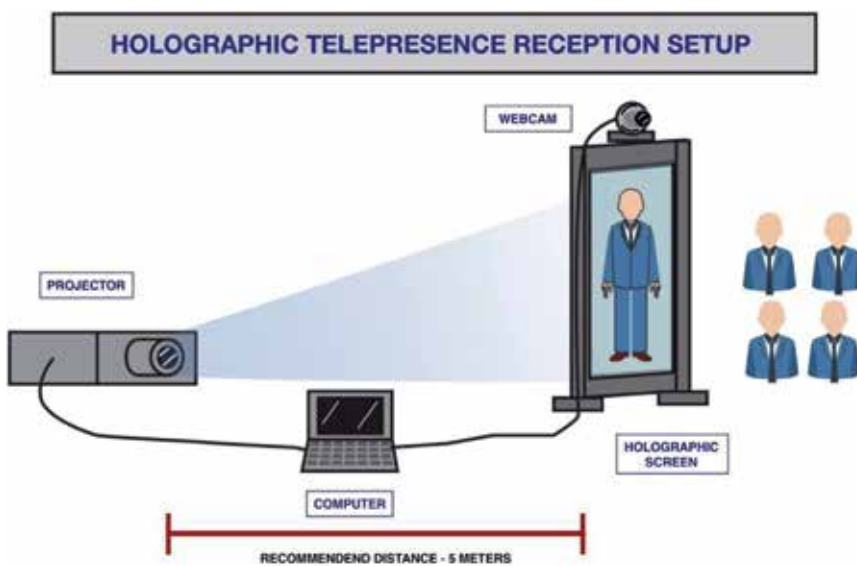 HOLOGRAPHIC TELEPRESENCE RECEPTION SETUP
WEBCAM
PROJECTOR
HOLOGRAPHIC
SCREEN
COMPUTER
RECOMMENDEND DISTANCE - 5 METERS